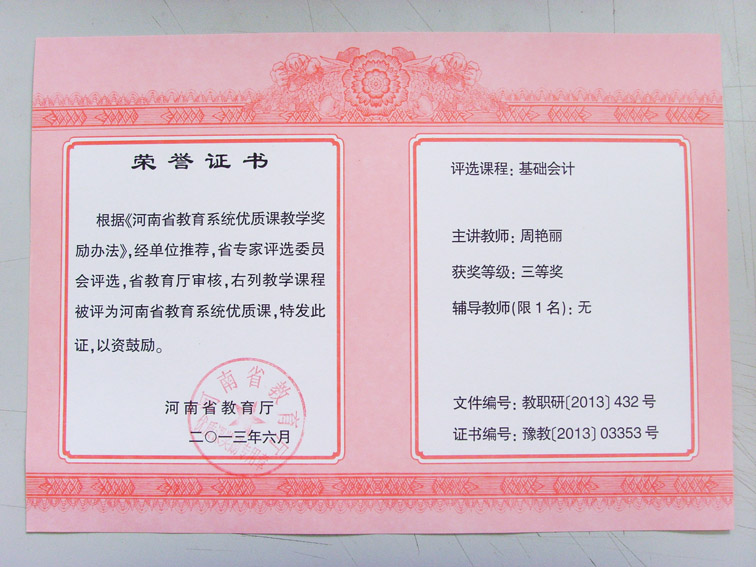 荣誉证书
根据《河南省教育系统优质课教学奖
励办法》，经单位推荐，省专家评选委员
会评选，省教育厅审核，右列教学课程
被评为河南省教育系统优质课，特发此
证，以资鼓励。
河南省教育厅
二〇一三年六月
河南省教育厅
评选课程：基础会计
主讲教师：周艳丽
获奖等级：三等奖
辅导教师(限1名)：无
文件编号：教职研〔2013〕432号
证书编号：豫教〔2013〕03353号